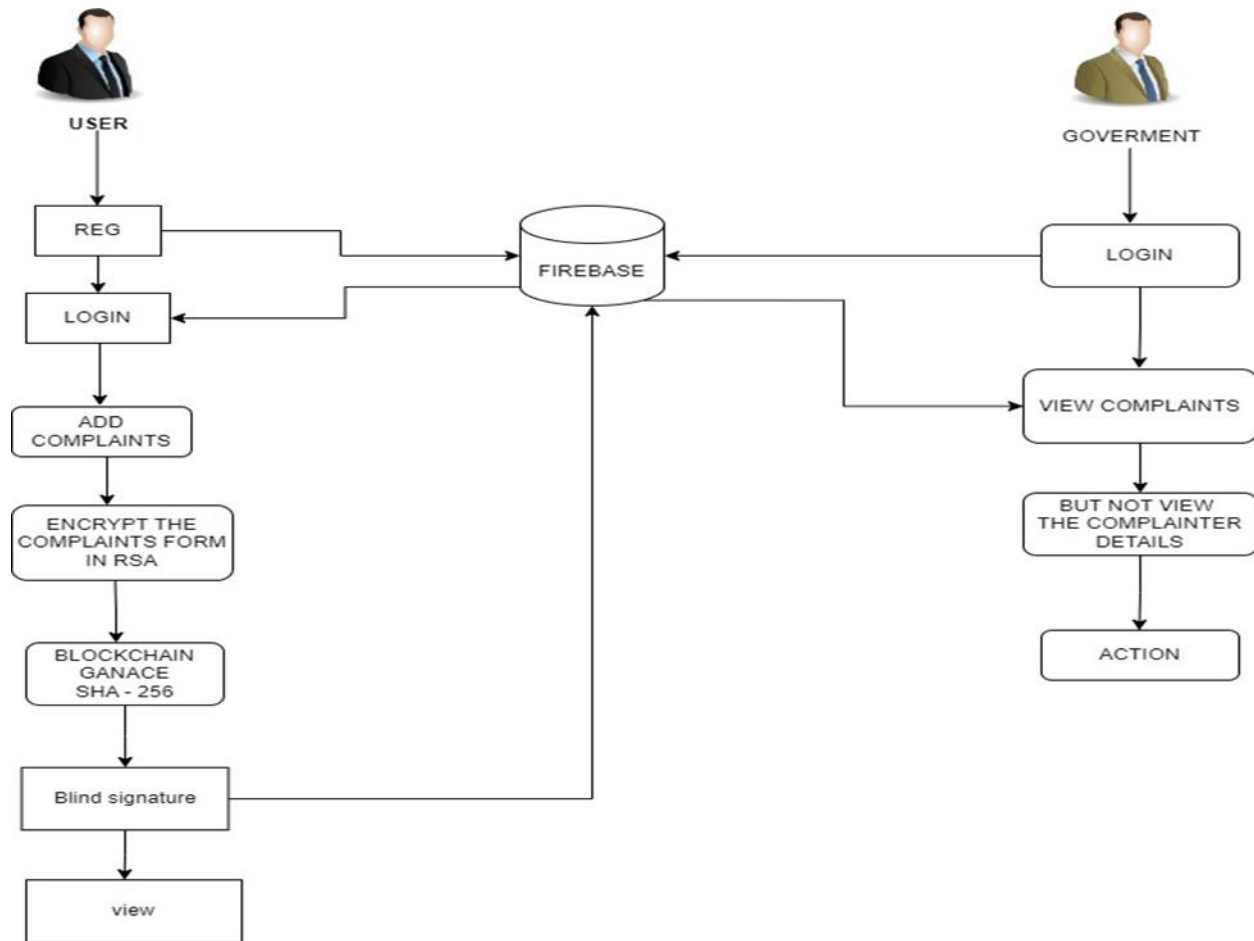 USER
REG
LOGIN
ADD
COMPLAINTS
ENCRYPT THE
COMPLAINTS FORM
IN RSA
BLOCKCHAIN
GANACE
SHA - 256
Blind signature
view
FIREBASE
GOVERMENT
LOGIN
VIEW COMPLAINTS
BUT NOT VIEW
THE COMPLAINTER
DETAILS
ACTION